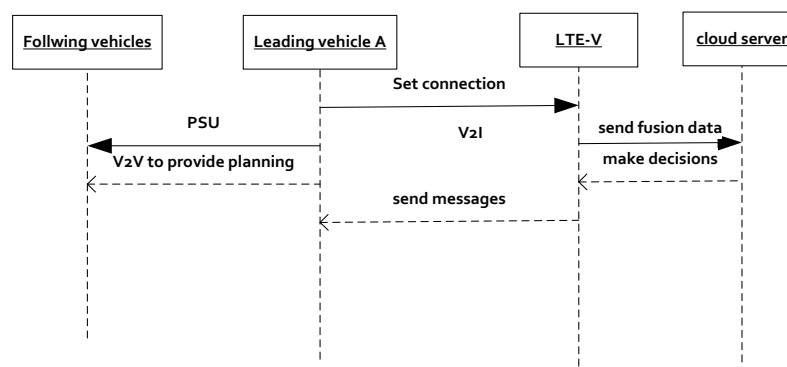 Follwing vehicles
Leading vehicle A
LTE-V
cloud server
Set connection
PSU
V2I
send fusion data
V2V to provide planning
make decisions
send messages